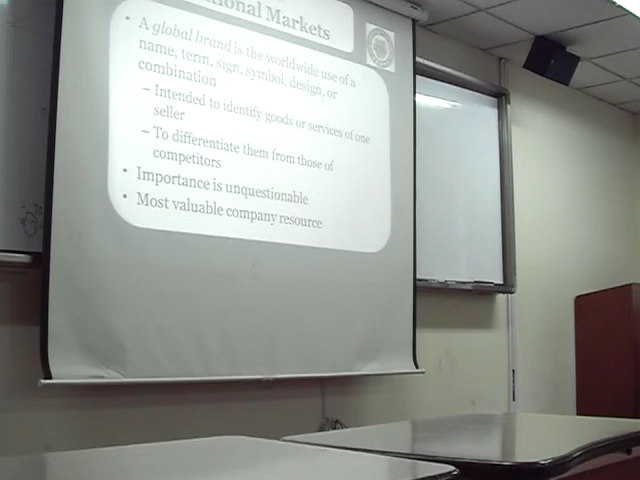 Markets
• A global brand is the worldwide use of a
name, term, sign, symbol, design, or
combination
– Intended to identify goods or services of one
seller
– To differentiate them from those of
competitors
• Importance is unquestionable
• Most valuable company resource